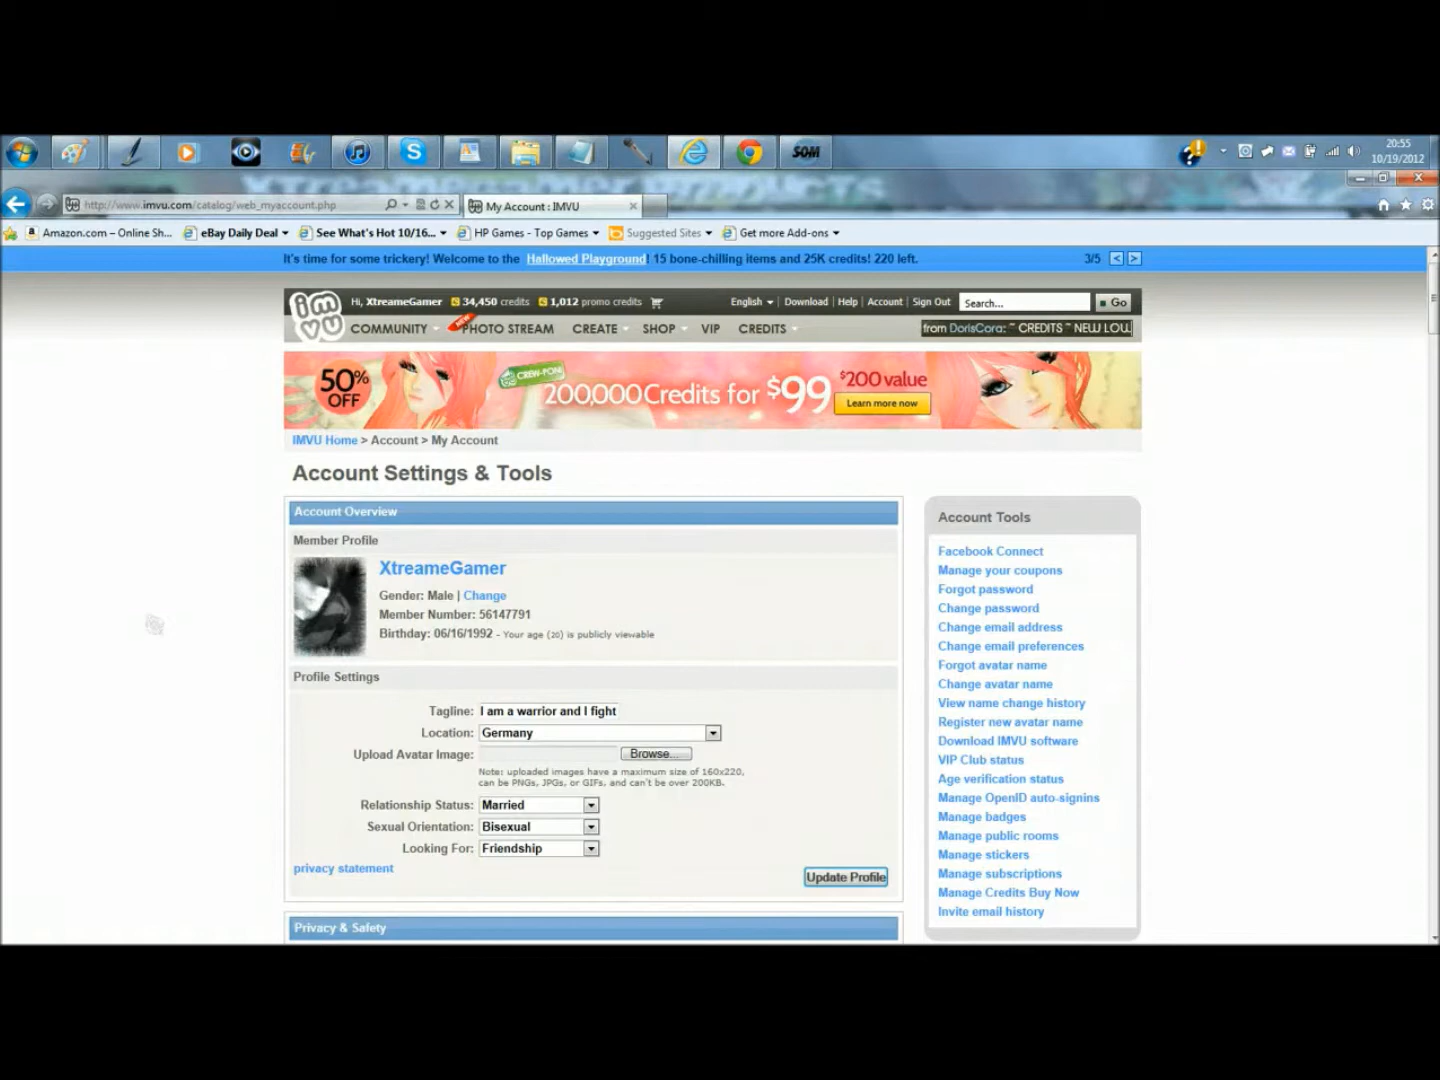 SOM
20:55
10/19/2012
http://www.imvu.com/catalog/web_myaccount.php
My Account : IMVU
Amazon.com – Online Sh...
eBay Daily Deal
See What's Hot 10/16...
HP Games - Top Games
Suggested Sites
Get more Add-ons
It's time for some trickery! Welcome to the Hallowed Playground! 15 bone-chilling items and 25K credits! 220 left.
3/5 < >
imvu
Hi, XtreameGamer 34,450 credits 1,012 promo credits
English Download Help Account Sign Out Search... Go
COMMUNITY NEW PHOTO STREAM CREATE SHOP VIP CREDITS
from DorisCora: ~ CREDITS ~ NEW LOW
50% OFF
CREW-PON
200,000 Credits for $99
$200 value
Learn more now
IMVU Home > Account > My Account
Account Settings & Tools
Account Overview
Member Profile
XtreameGamer
Gender: Male | Change
Member Number: 56147791
Birthday: 06/16/1992 - Your age (20) is publicly viewable
Profile Settings
Tagline: I am a warrior and I fight
Location: Germany
Upload Avatar Image: Browse...
Note: uploaded images have a maximum size of 160x220,
can be PNGs, JPGs, or GIFs, and can't be over 200KB.
Relationship Status: Married
Sexual Orientation: Bisexual
Looking For: Friendship
privacy statement
Update Profile
Privacy & Safety
Account Tools
Facebook Connect
Manage your coupons
Forgot password
Change password
Change email address
Change email preferences
Forgot avatar name
Change avatar name
View name change history
Register new avatar name
Download IMVU software
VIP Club status
Age verification status
Manage OpenID auto-signins
Manage badges
Manage public rooms
Manage stickers
Manage subscriptions
Manage Credits Buy Now
Invite email history